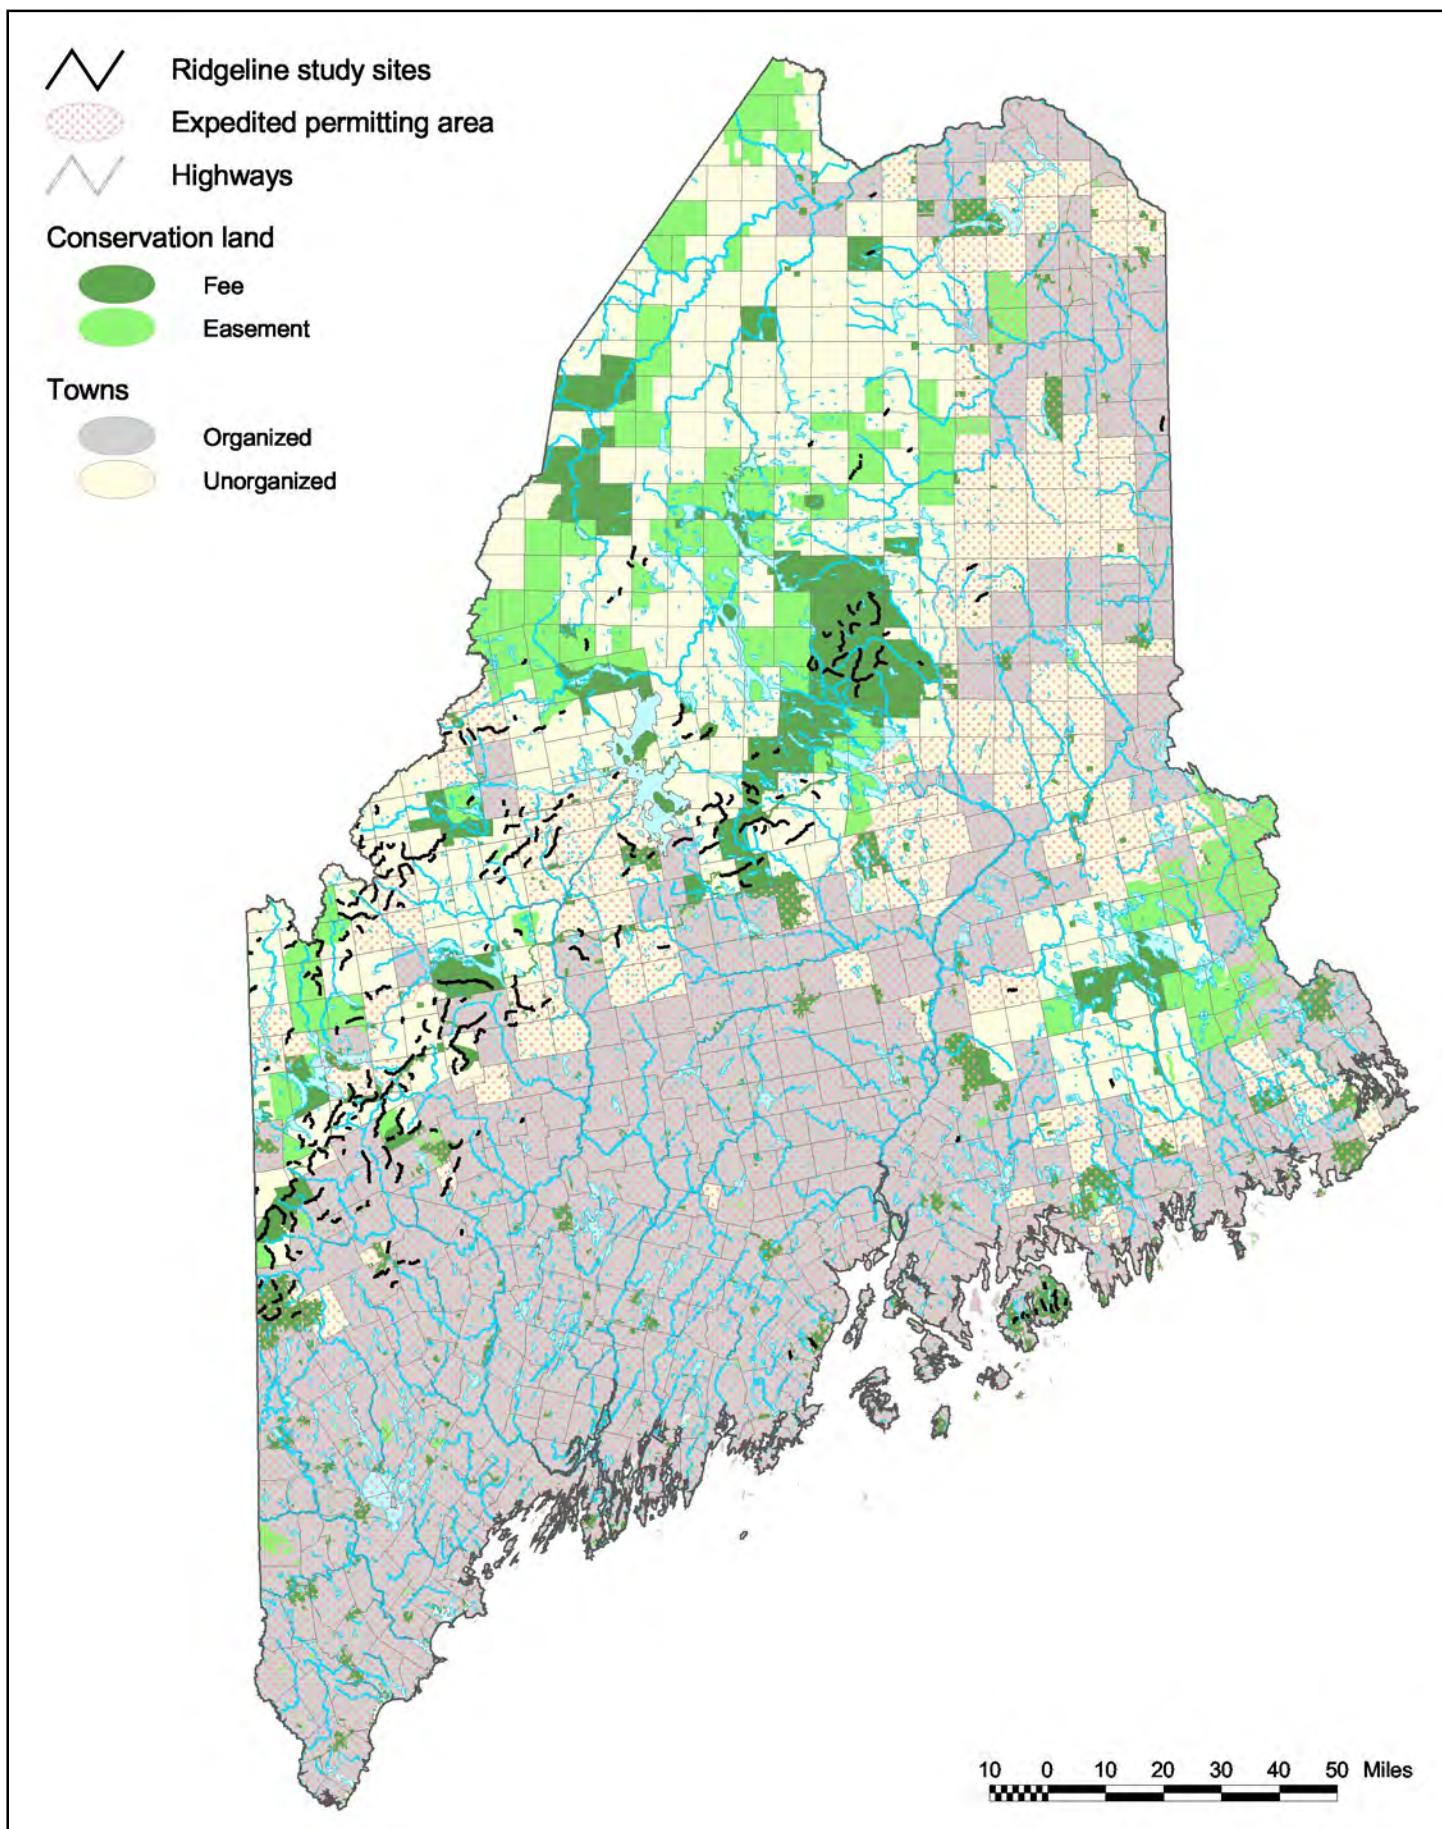 Ridgeline study sites
Expedited permitting area
Highways
Conservation land
Fee
Easement
Towns
Organized
Unorganized
10 0 10 20 30 40 50 Miles